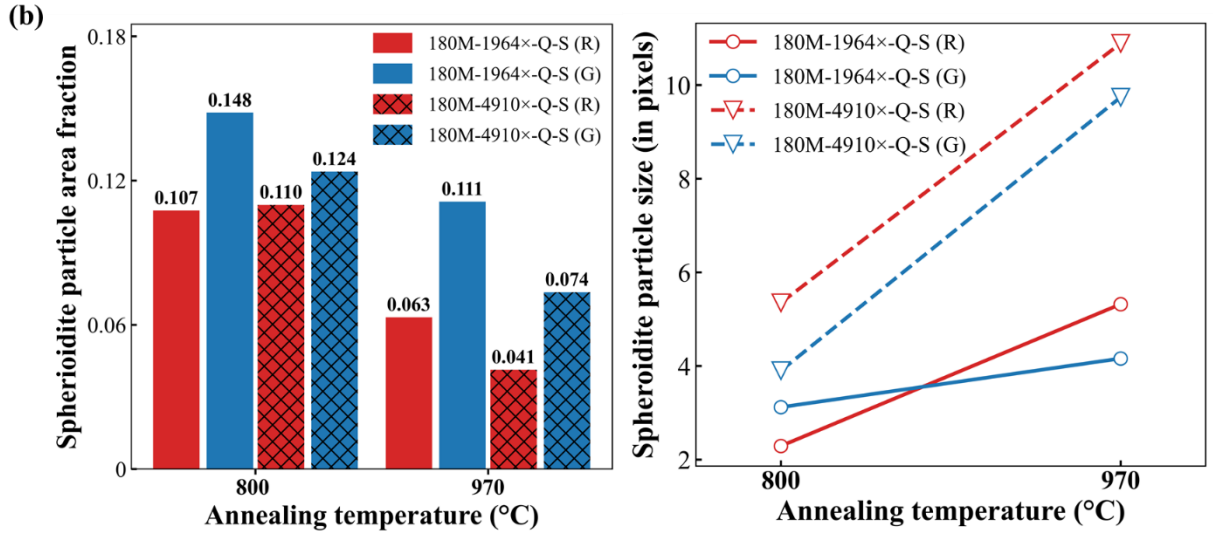 (b)
Spherioidite particle area fraction
0.18
0.12
0.06
0
180M-1964×-Q-S (R)
180M-1964×-Q-S (G)
180M-4910×-Q-S (R)
180M-4910×-Q-S (G)
0.107
0.148
0.110
0.124
0.063
0.111
0.041
0.074
800
970
Annealing temperature (°C)
Spheroidite particle size (in pixels)
10
8
6
4
2
180M-1964×-Q-S (R)
180M-1964×-Q-S (G)
180M-4910×-Q-S (R)
180M-4910×-Q-S (G)
800
970
Annealing temperature (°C)